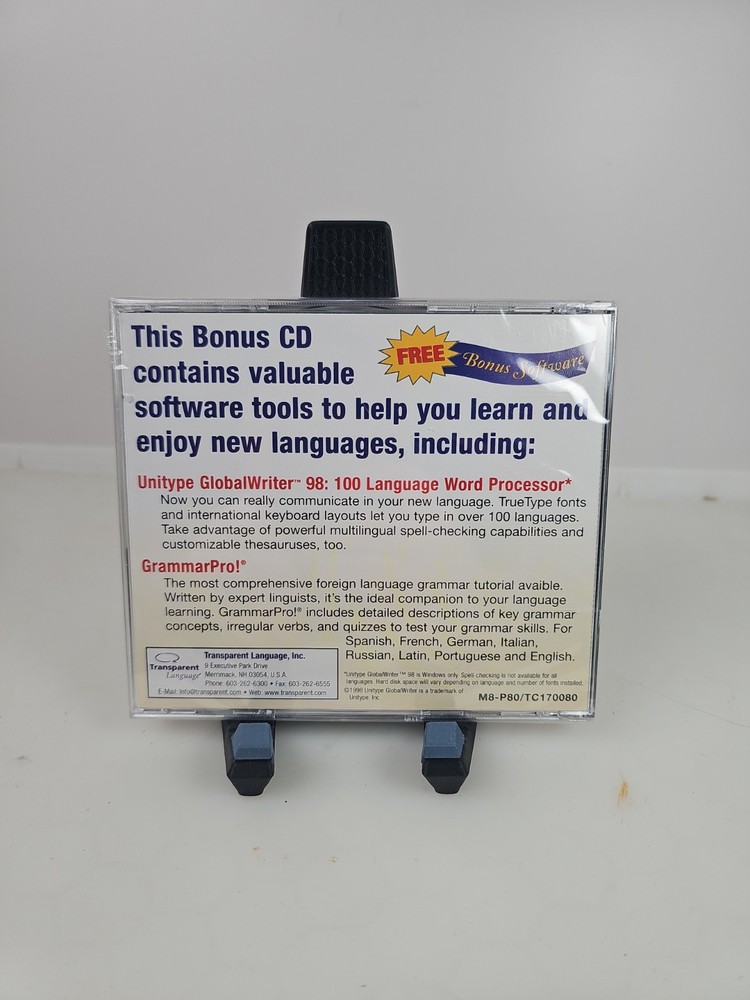 This Bonus CD
contains valuable
FREE Bonus Software
software tools to help you learn and
enjoy new languages, including:
Unitype GlobalWriter™ 98: 100 Language Word Processor*
Now you can really communicate in your new language. TrueType fonts
and international keyboard layouts let you type in over 100 languages.
Take advantage of powerful multilingual spell-checking capabilities and
customizable thesauruses, too.
GrammarPro!®
The most comprehensive foreign language grammar tutorial avaible.
Written by expert linguists, it's the ideal companion to your language
learning. GrammarPro!® includes detailed descriptions of key grammar
concepts, irregular verbs, and quizzes to test your grammar skills. For
Spanish, French, German, Italian,
Russian, Latin, Portuguese and English.
Transparent
Language®
Transparent Language, Inc.
9 Executive Park Drive
Merrimack, NH 03054, U.S.A.
Phone: 603-262-6300 • Fax: 603-262-6555
E-Mail: info@transparent.com • Web: www.transparent.com
*Unitype GlobalWriter™ 98 is Windows only. Spell-checking is not available for all
languages. Hard disk space will vary depending on language and number of fonts installed.
©1998 Unitype GlobalWriter is a trademark of
Unitype, Inc.
M8-P80/TC170080